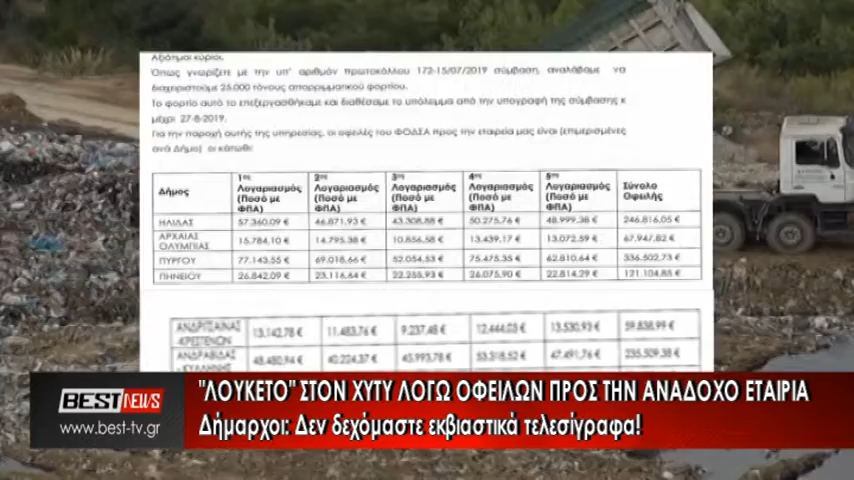 Αξιότιμοι κύριοι,
Όπως γνωρίζετε με την υπ' αριθμόν πρωτοκόλλου 172-15/07/2019 σύμβαση, αναλάβαμε να
διαχειριστούμε 25.000 τόνους απορριμματικού φορτίου.
Το φορτίο αυτό το επεξεργασθήκαμε και διαθέσαμε το υπόλειμμα από την υπογραφή της σύμβασης κ
μέχρι 27-8-2019.
Για την παροχή αυτής της υπηρεσίας, οι οφειλές του ΦΟΔΣΑ προς την εταιρεία μας είναι (επιμερισμένες
ανά Δήμο) οι κάτωθι:
Δήμος 1ος Λογαριασμός (Ποσό με ΦΠΑ) 2ος Λογαριασμός (Ποσό με ΦΠΑ) 3ος Λογαριασμός (Ποσό με ΦΠΑ) 4ος Λογαριασμός (Ποσό με ΦΠΑ) 5ος Λογαριασμός (Ποσό με ΦΠΑ) Σύνολο Οφειλής
ΗΛΙΔΑΣ 57.360,09 € 46.871,93 € 43.308,88 € 50.275,76 € 48.999,38 € 246.816,05 €
ΑΡΧΑΙΑΣ ΟΛΥΜΠΙΑΣ 15.784,10 € 14.795,38 € 10.856,58 € 13.439,17 € 13.072,59 € 67.947,82 €
ΠΥΡΓΟΥ 77.143,55 € 69.018,66 € 52.054,53 € 75.475,35 € 62.810,64 € 336.502,73 €
ΠΗΝΕΙΟΥ 26.842,09 € 23.116,64 € 22.255,93 € 26.075,90 € 22.814,29 € 121.104,85 €
ΑΝΔΡΙΤΣΑΙΝΑΣ ΚΡΕΣΤΕΝΩΝ 13.142,78 € 11.483,76 € 9.237,48 € 12.444,03 € 13.530,93 € 59.838,99 €
ΑΝΔΡΑΒΙΔΑΣ - ΚΥΛΛΗΝΗΣ 48.480,94 € 40.224,37 € 45.993,78 € 53.318,52 € 47.491,76 € 235.509,38 €
BEST NEWS
www.best-tv.gr
"ΛΟΥΚΕΤΟ" ΣΤΟΝ ΧΥΤΥ ΛΟΓΩ ΟΦΕΙΛΩΝ ΠΡΟΣ ΤΗΝ ΑΝΑΔΟΧΟ ΕΤΑΙΡΙΑ
Δήμαρχοι: Δεν δεχόμαστε εκβιαστικά τελεσίγραφα!